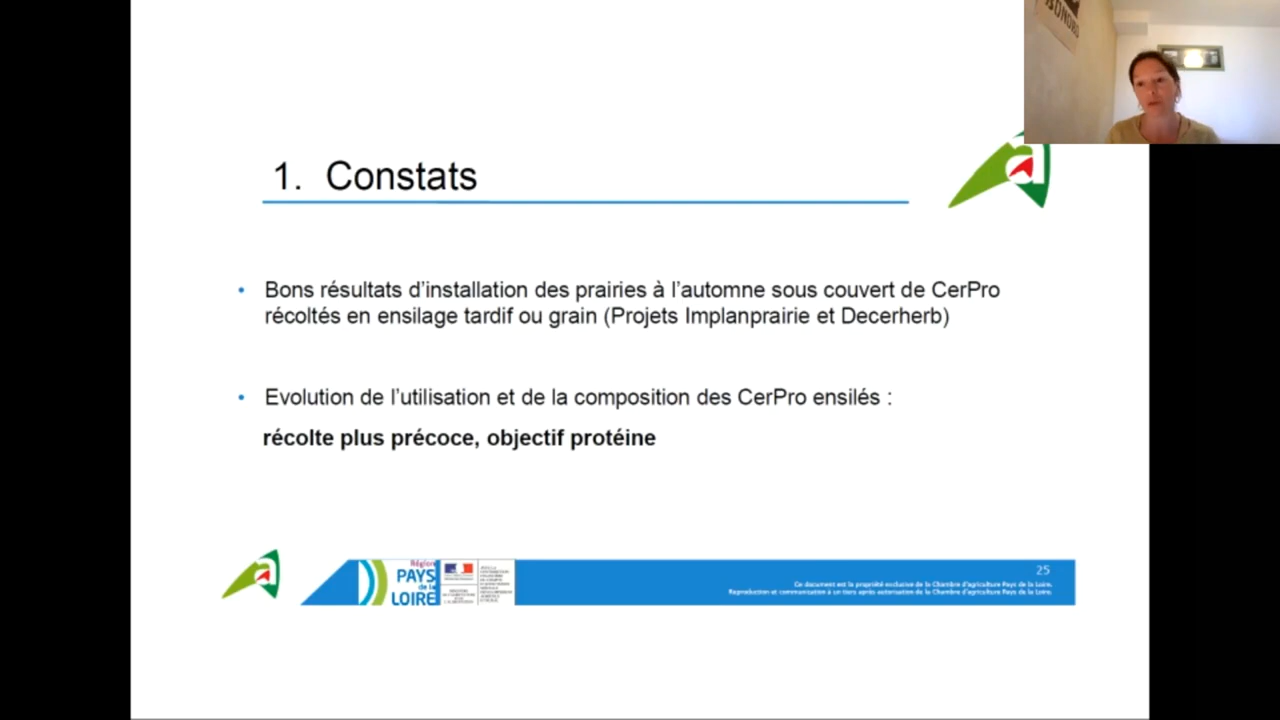 1. Constats
• Bons résultats d'installation des prairies à l'automne sous couvert de CerPro
récoltés en ensilage tardif ou grain (Projets Implanprairie et Decerherb)
• Evolution de l'utilisation et de la composition des CerPro ensilés :
récolte plus précoce, objectif protéine
a
a
Région
PAYS
de la
LOIRE
25
Ce document est la propriété exclusive de la Chambre d'agriculture Pays de la Loire.
Reproduction et communication à un tiers après autorisation de la Chambre d'agriculture Pays de la Loire.